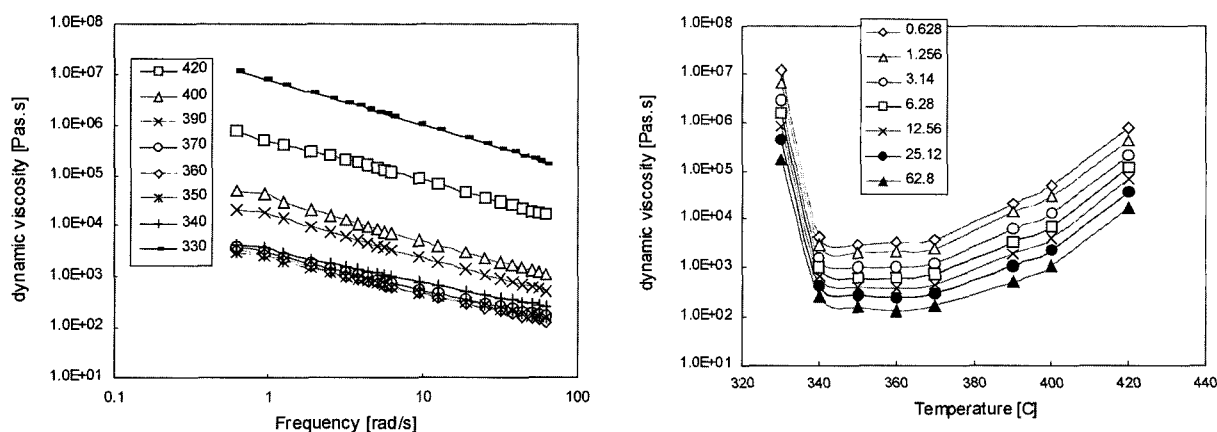 1.0E+08
1.0E+07
1.0E+06
1.0E+05
1.0E+04
1.0E+03
1.0E+02
1.0E+01
dynamic viscosity [Pas.s]
420
400
390
370
360
350
340
330
0.1
1
10
100
Frequency [rad/s]
1.0E+08
1.0E+07
1.0E+06
1.0E+05
1.0E+04
1.0E+03
1.0E+02
1.0E+01
dynamic viscosity [Pas.s]
0.628
1.256
3.14
6.28
12.56
25.12
62.8
320
340
360
380
400
420
440
Temperature [C]